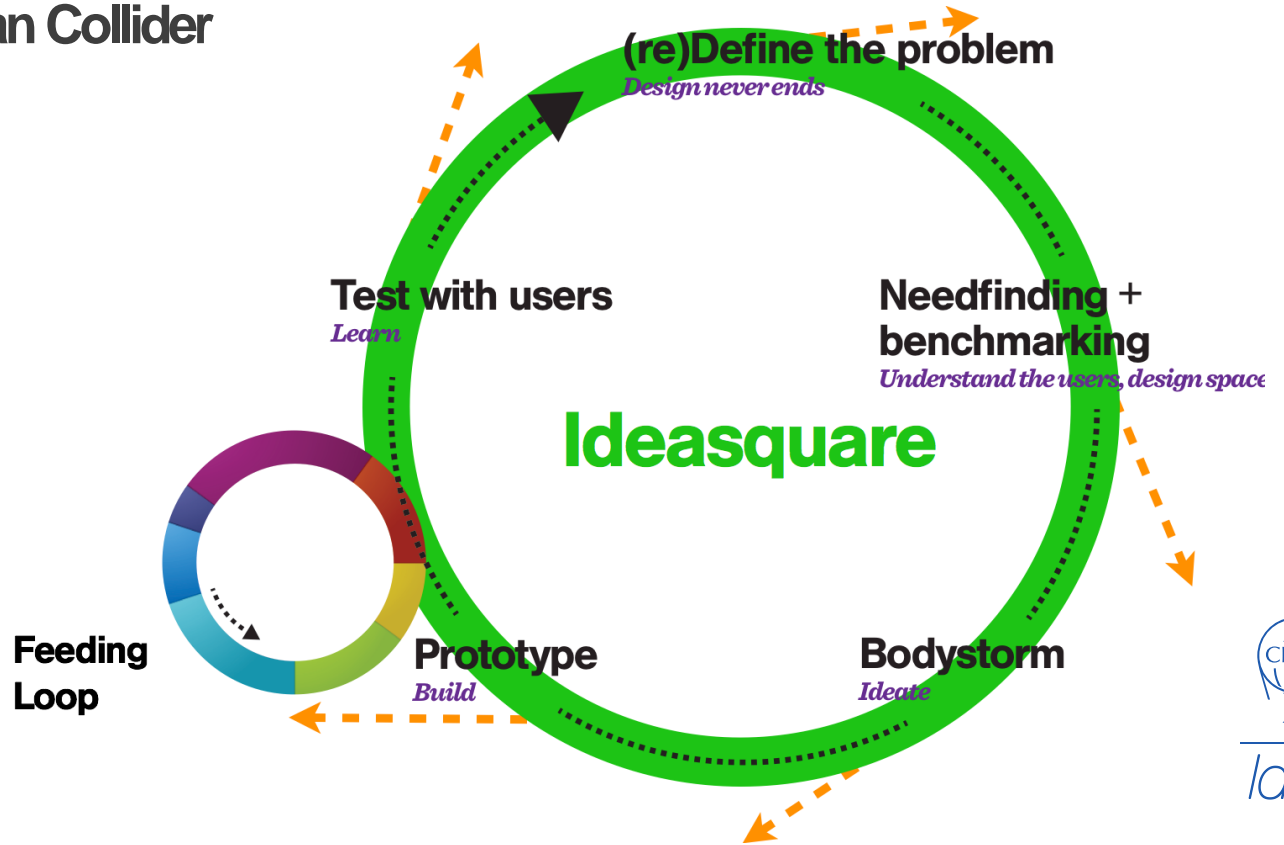 an Collider
(re)Define the problem
Design never ends
Test with users
Learn
Needfinding +
benchmarking
Understand the users, design space
Ideasquare
Feeding
Loop
Prototype
Build
Bodystorm
Ideate